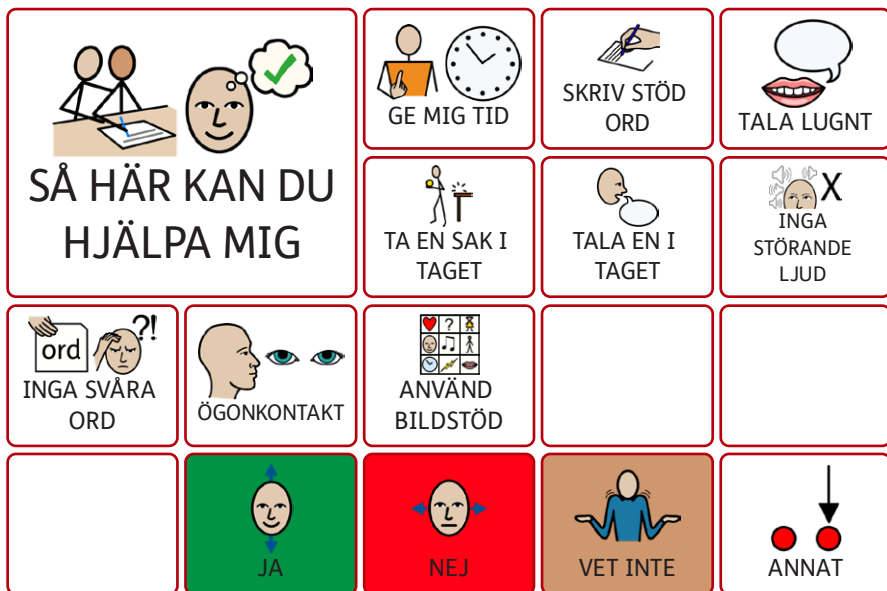 SÅ HÄR KAN DU
HJÄLPA MIG
GE MIG TID
SKRIV STÖD
ORD
TALA LUGNT
TA EN SAK I
TAGET
TALA EN I
TAGET
X
INGA
STÖRANDE
LJUD
ord
?!
INGA SVÅRA
ORD
ÖGONKONTAKT
?
ANVÄND
BILDSTÖD
JA
NEJ
VET INTE
ANNAT